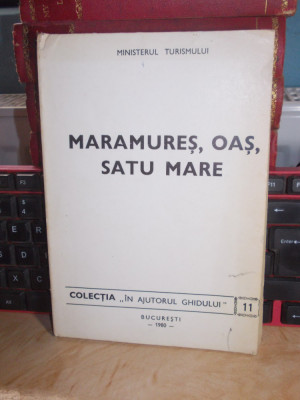 MINISTERUL TURISMULUI
MARAMUREȘ, OAȘ,
SATU MARE
COLECȚIA „ÎN AJUTORUL GHIDULUI"
11
BUCUREȘTI
— 1980 —